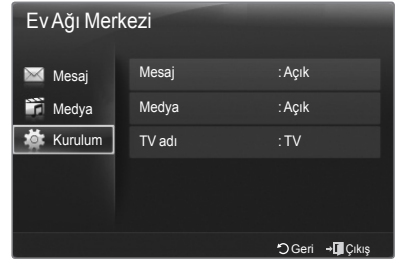 Ev Ağı Merkezi
Mesaj
Medya
Kurulum
Mesaj : Açık
Medya : Açık
TV adı : TV
Geri Çıkış